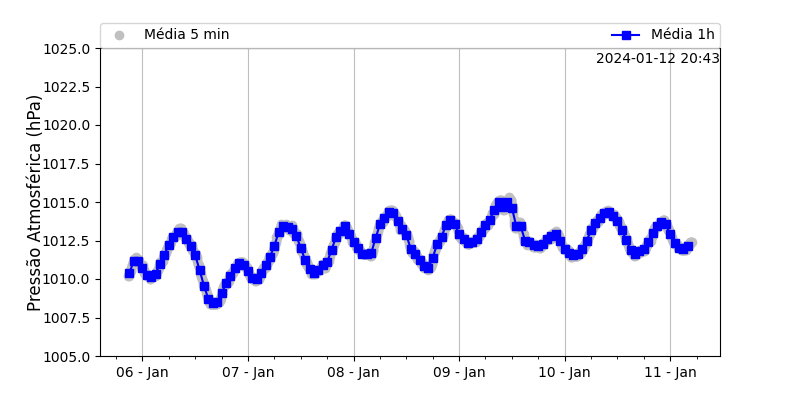 Média 5 min
Média 1h
2024-01-12 20:43
Pressão Atmosférica (hPa)
1025.0
1022.5
1020.0
1017.5
1015.0
1012.5
1010.0
1007.5
1005.0
06 - Jan
07 - Jan
08 - Jan
09 - Jan
10 - Jan
11 - Jan